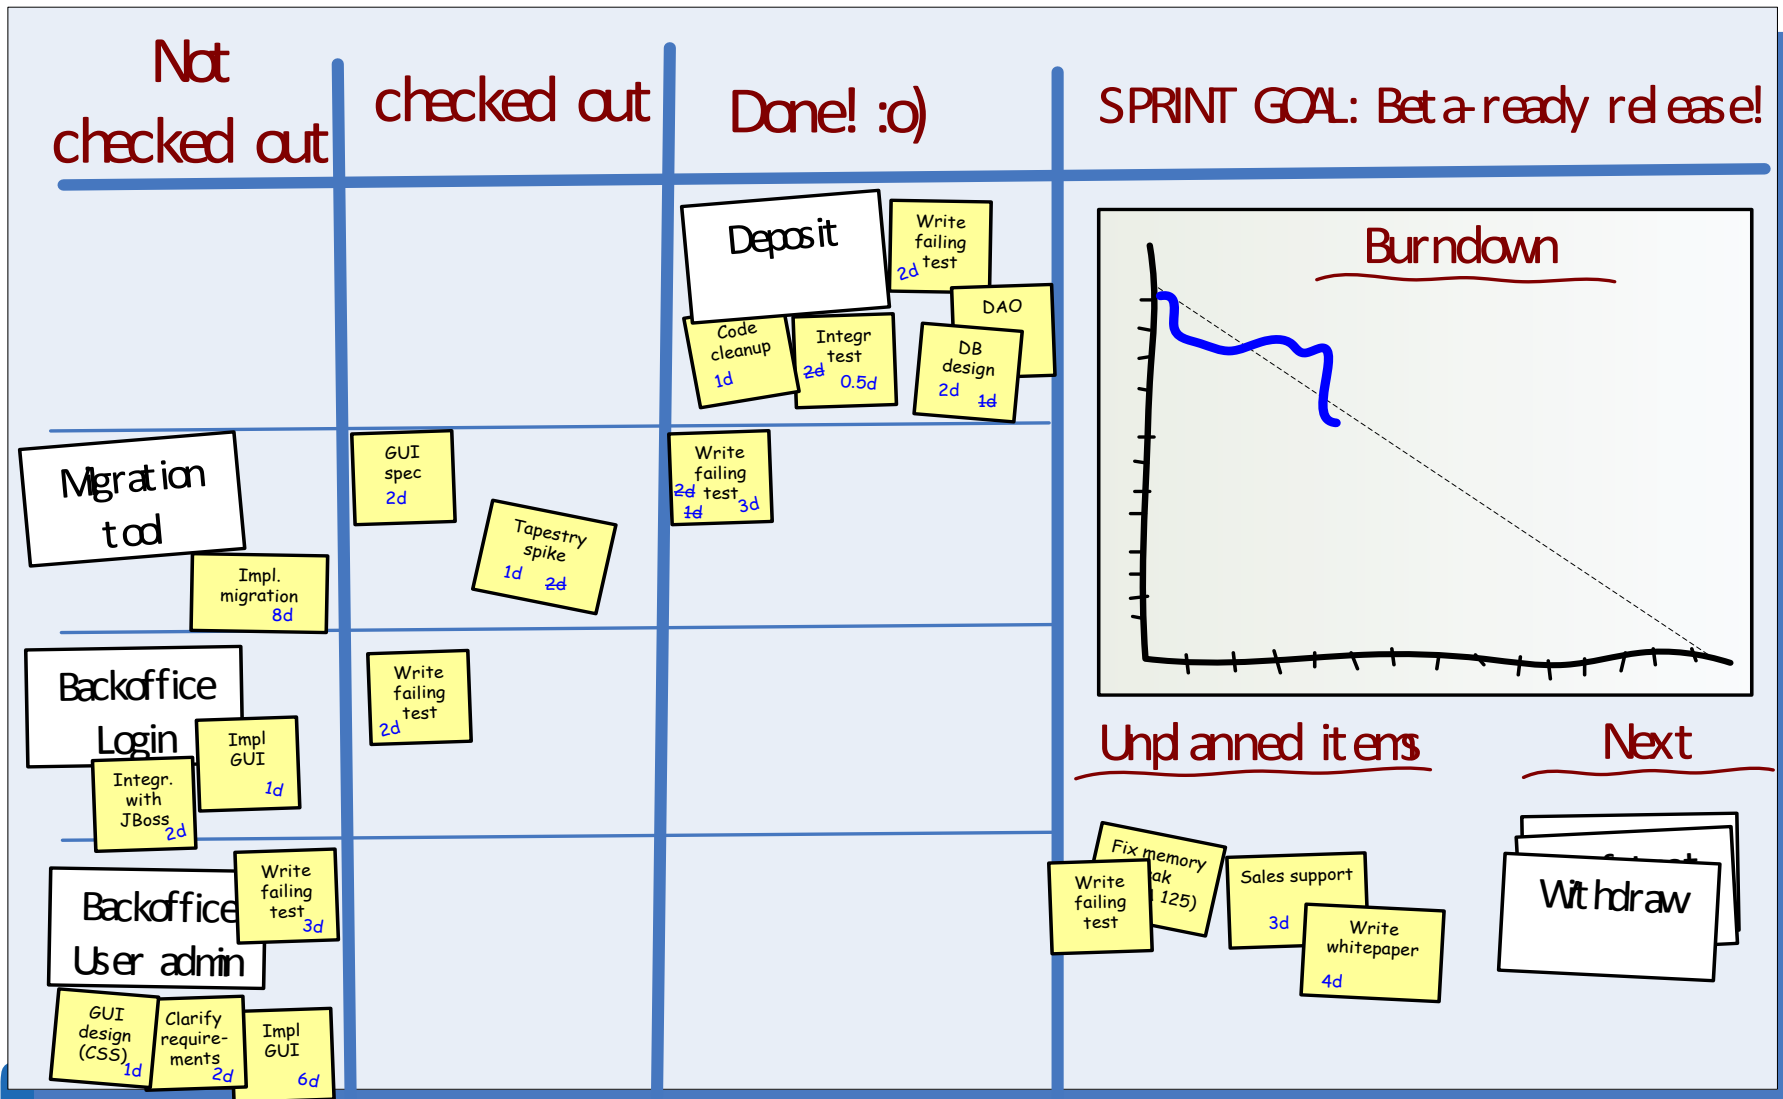 Not
checked out
checked out
Done! :o)
SPRINT GOAL: Beta-ready release!
Deposit
Write
failing
test
2d
DAO
Code
cleanup
1d
Integr
test
2d
0.5d
DB
design
2d
1d
Burndown
Migration
tool
Impl.
migration
8d
GUI
spec
2d
Tapestry
spike
1d
2d
Write
failing
test
2d
1d
3d
Backoffice
Login
Impl
GUI
1d
Integr.
with
JBoss
2d
Write
failing
test
2d
Backoffice
User admin
Write
failing
test
3d
GUI
design
(CSS)
1d
Clarify
require-
ments
2d
Impl
GUI
6d
Unplanned items
Next
Fix memory
125)
Write
failing
test
Sales support
3d
Write
whitepaper
4d
Withdraw